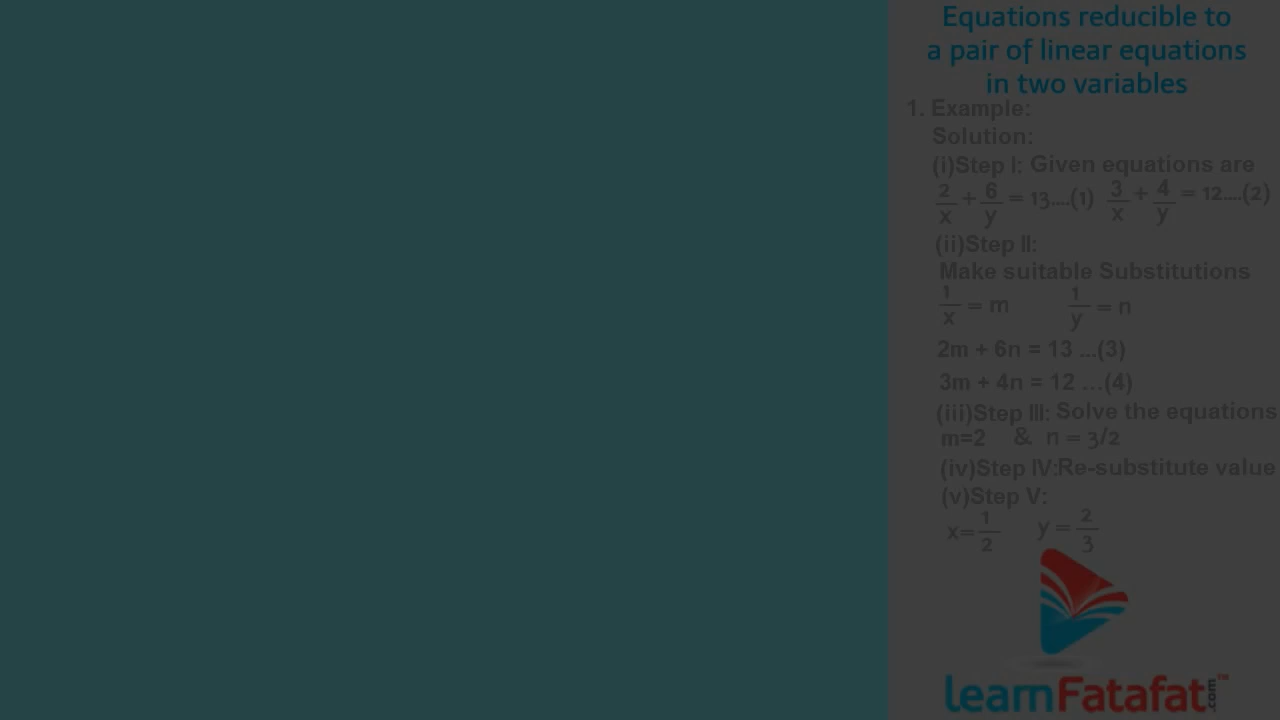 Equations reducible to
a pair of linear equations
in two variables
1. Example:
Solution:
(i)Step I: Given equations are
2/x + 6/y = 13....(1) 3/x + 4/y = 12....(2)
(ii)Step II:
Make suitable Substitutions
1/x = m 1/y = n
2m + 6n = 13 ...(3)
3m + 4n = 12 ...(4)
(iii)Step III: Solve the equations
m=2 & n = 3/2
(iv)Step IV:Re-substitute value
(v)Step V:
x= 1/2 y = 2/3
learnFatafat.com™